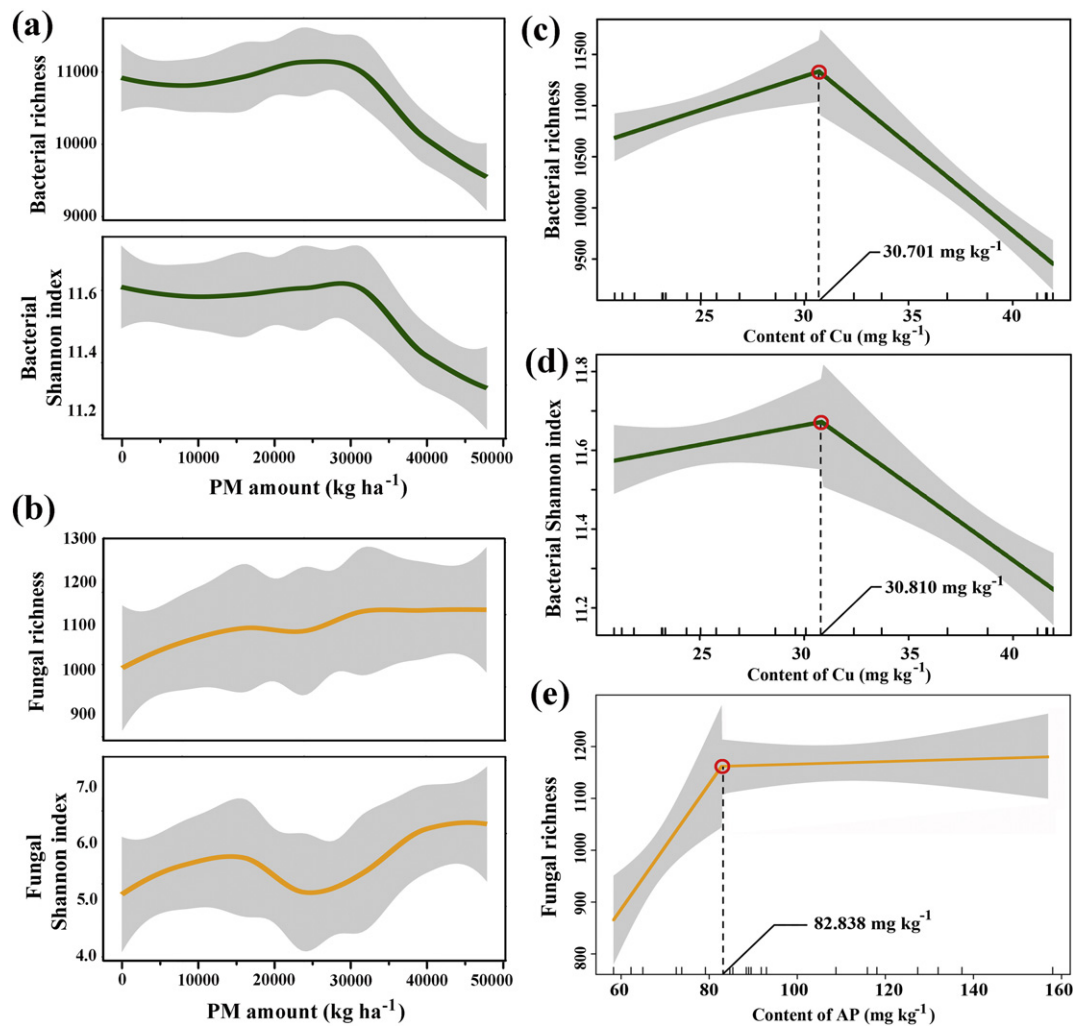 (a)
Bacterial richness
11000
10000
9000
Bacterial
Shannon index
11.6
11.4
11.2
0 10000 20000 30000 40000 50000
PM amount (kg ha⁻¹)
(b)
Fungal richness
1300
1200
1100
1000
900
Fungal
Shannon index
7.0
6.0
5.0
4.0
0 10000 20000 30000 40000 50000
PM amount (kg ha⁻¹)
(c)
Bacterial richness
11500
11000
10500
10000
9500
30.701 mg kg⁻¹
25 30 35 40
Content of Cu (mg kg⁻¹)
(d)
Bacterial Shannon index
11.8
11.6
11.4
11.2
30.810 mg kg⁻¹
25 30 35 40
Content of Cu (mg kg⁻¹)
(e)
Fungal richness
1200
1100
1000
900
800
82.838 mg kg⁻¹
60 80 100 120 140 160
Content of AP (mg kg⁻¹)